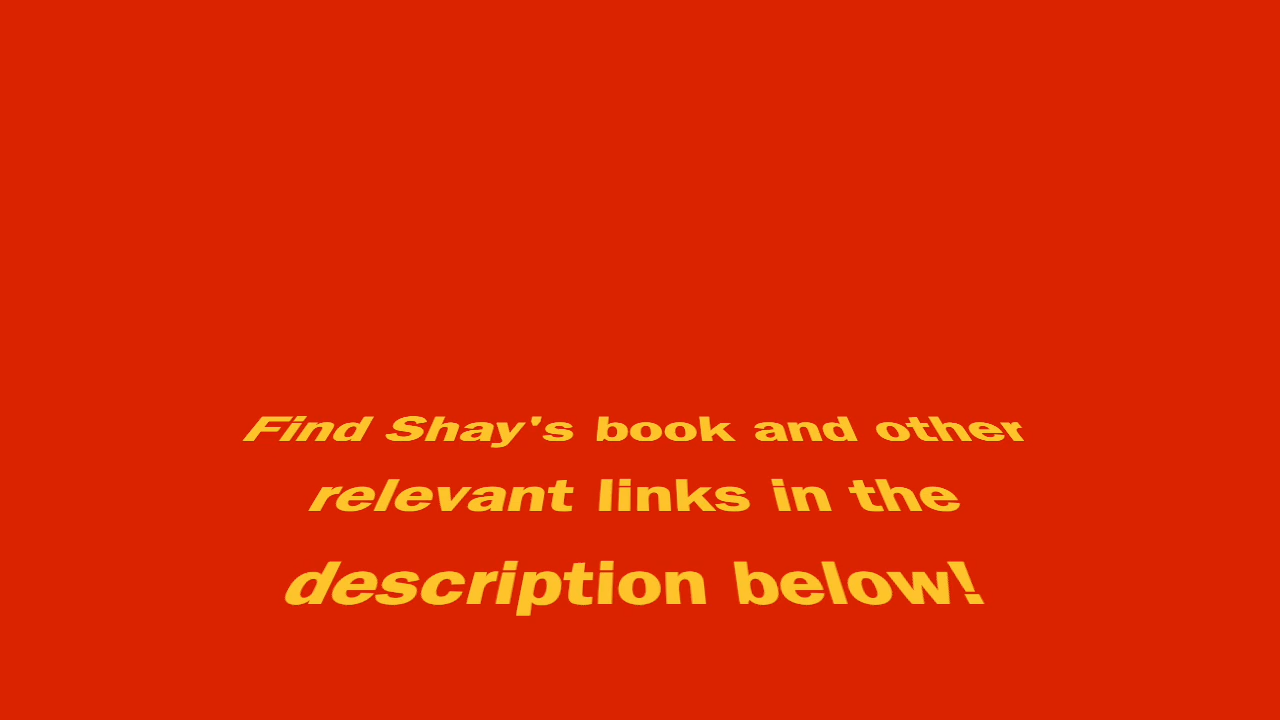 Find Shay's book and other
relevant links in the
description below!